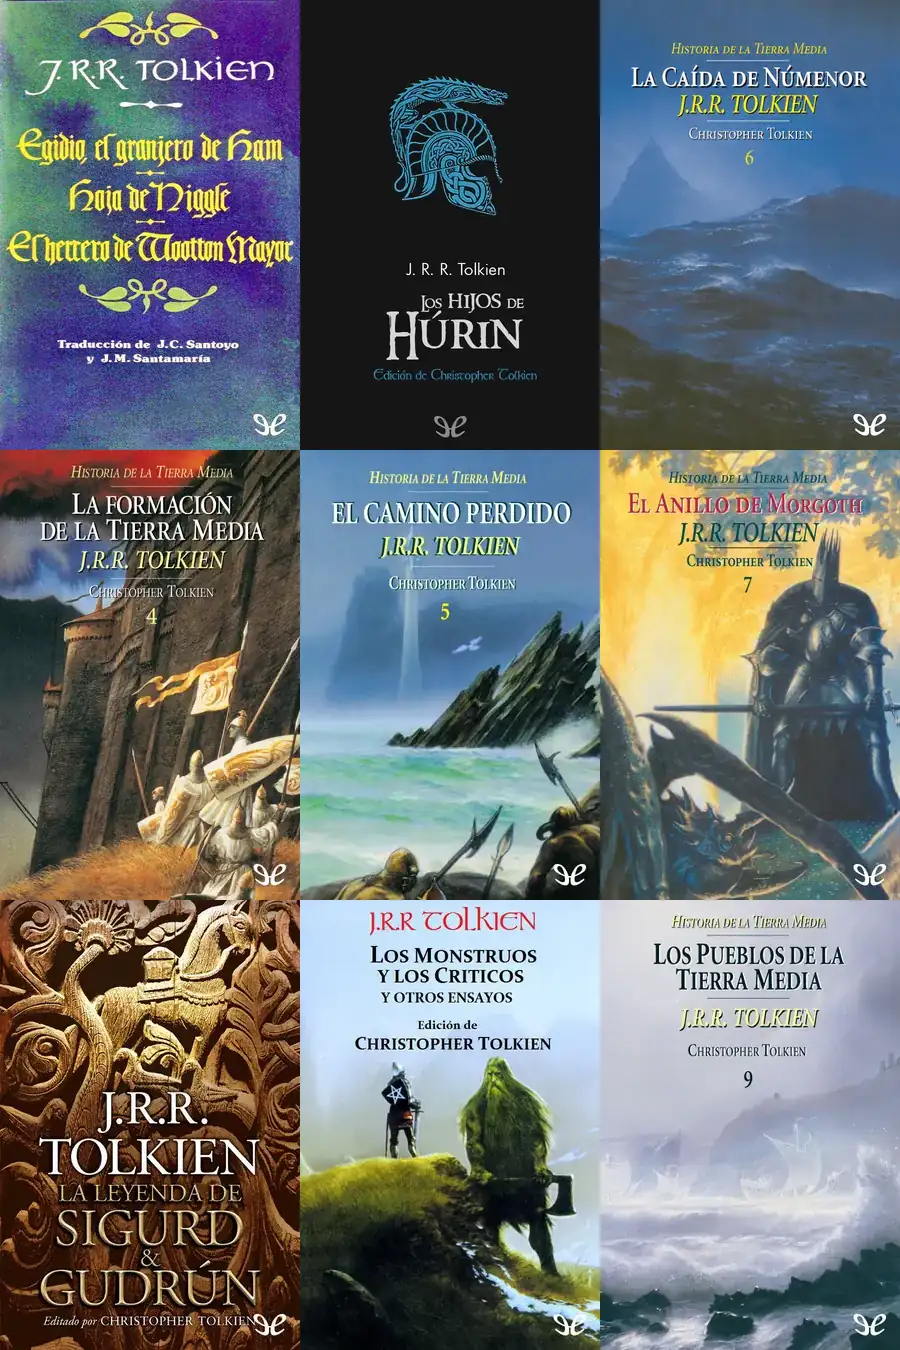 J.R.R. TOLKIEN
Egidio, el granjero de Ham
Hoja de Niggle
El herrero de Wootton Mayor
Traducción de J.C. Santoyo
y J.M. Santamaría
J. R. R. Tolkien
LOS HIJOS DE
HÚRIN
Edición de Christopher Tolkien
HISTORIA DE LA TIERRA MEDIA
LA CAÍDA DE NÚMENOR
J.R.R. TOLKIEN
CHRISTOPHER TOLKIEN
6
HISTORIA DE LA TIERRA MEDIA
LA FORMACIÓN
DE LA TIERRA MEDIA
J.R.R. TOLKIEN
CHRISTOPHER TOLKIEN
4
HISTORIA DE LA TIERRA MEDIA
EL CAMINO PERDIDO
J.R.R. TOLKIEN
CHRISTOPHER TOLKIEN
5
HISTORIA DE LA TIERRA MEDIA
EL ANILLO DE MORGOTH
J.R.R. TOLKIEN
CHRISTOPHER TOLKIEN
7
J.R.R.
TOLKIEN
LA LEYENDA DE
SIGURD
&
GUDRÚN
Editado por CHRISTOPHER TOLKIEN
J.R.R TOLKIEN
LOS MONSTRUOS
Y LOS CRITICOS
Y OTROS ENSAYOS
Edición de
CHRISTOPHER TOLKIEN
HISTORIA DE LA TIERRA MEDIA
LOS PUEBLOS DE LA
TIERRA MEDIA
J.R.R. TOLKIEN
CHRISTOPHER TOLKIEN
9